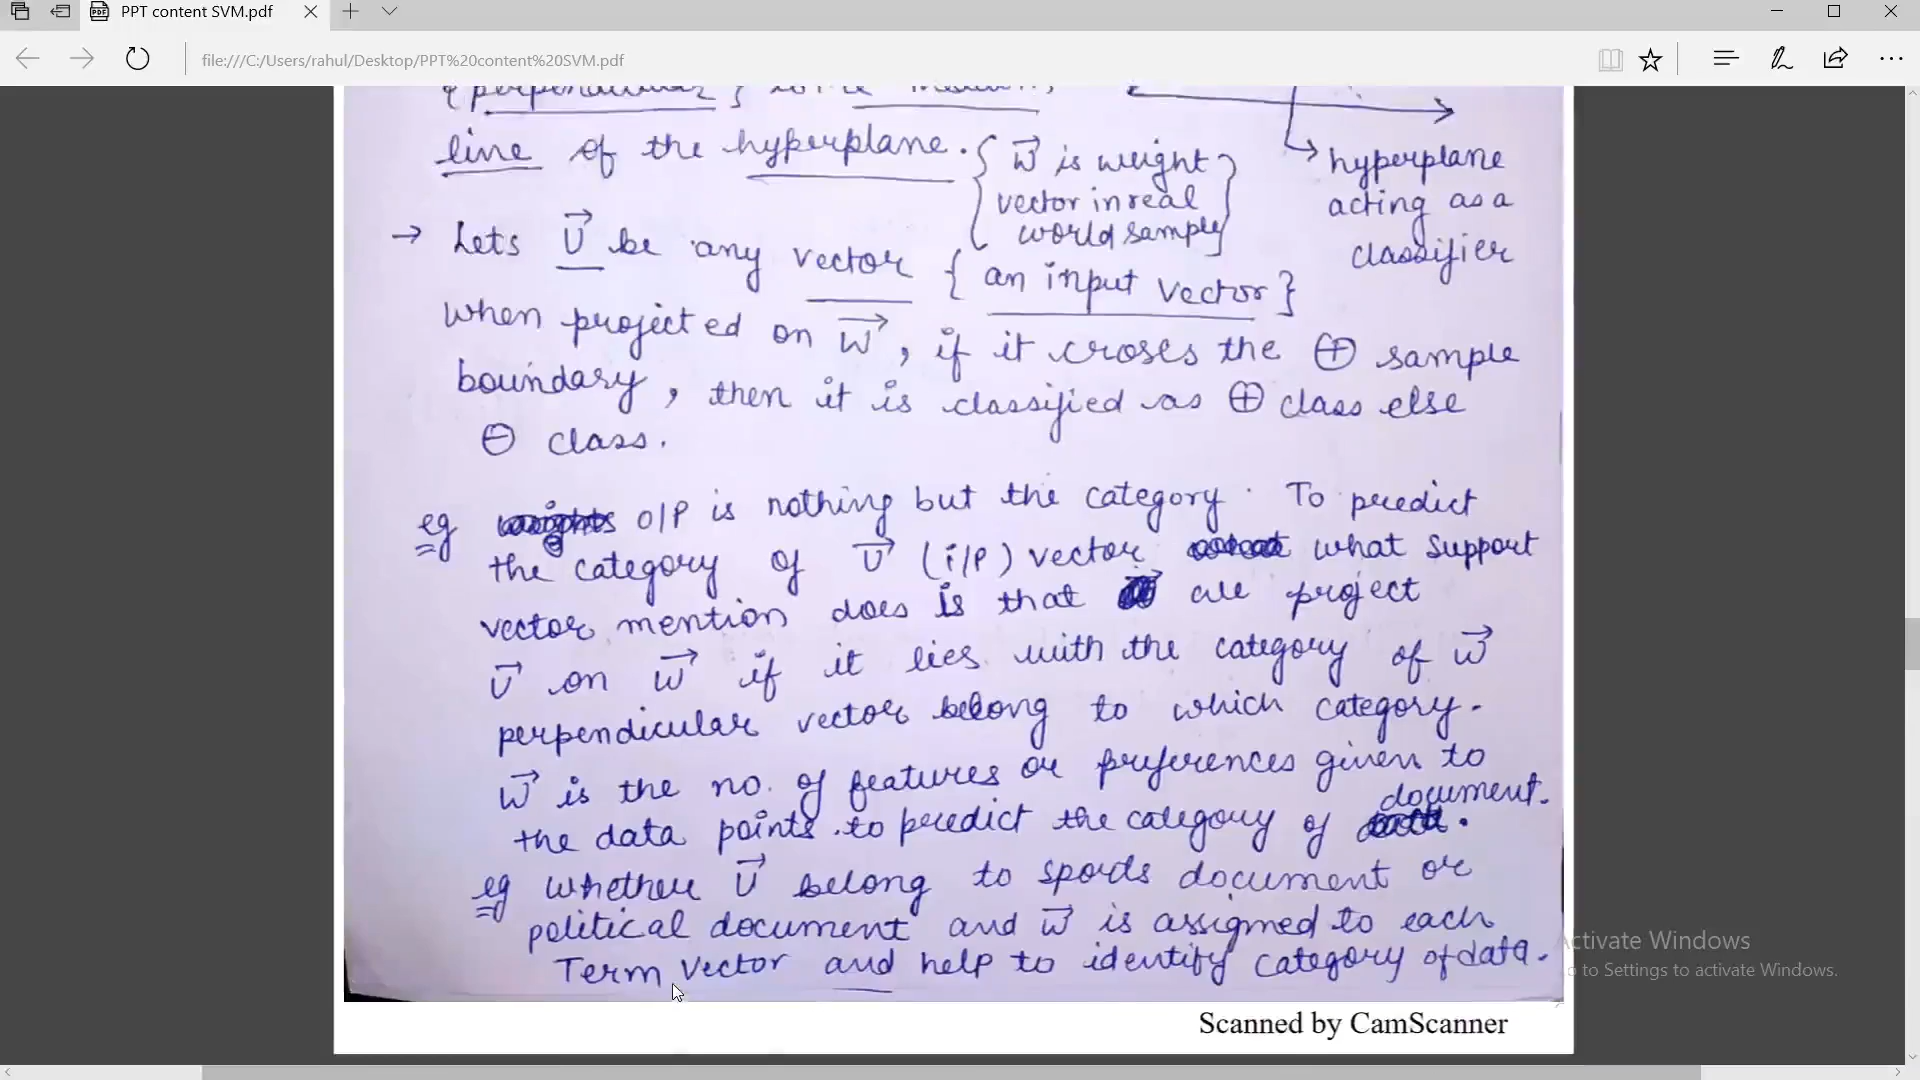 PPT content SVM.pdf
file:///C:/Users/rahul/Desktop/PPT%20content%20SVM.pdf
{perpendicular} to the median
line of the hyperplane. { w⃗ is weight
vector in real
world sample }
hyperplane
acting as a
classifier
→ Lets U⃗ be any vector { an input vector }
when projected on w⃗, if it croses the ⊕ sample
boundary, then it is classified as ⊕ class else
⊖ class.
eg O/P is nothing but the category. To predict
the category of U⃗ (i/P) vector what support
vector mention does is that we project
U⃗ on w⃗ if it lies with the category of w⃗
perpendicular vector belong to which category.
w⃗ is the no. of features or preferences given to
the data points to predict the category of document.
eg whether U⃗ belong to sports document or
political document and w⃗ is assigned to each
Term vector and help to identify category of data.
Activate Windows
o to Settings to activate Windows.
Scanned by CamScanner